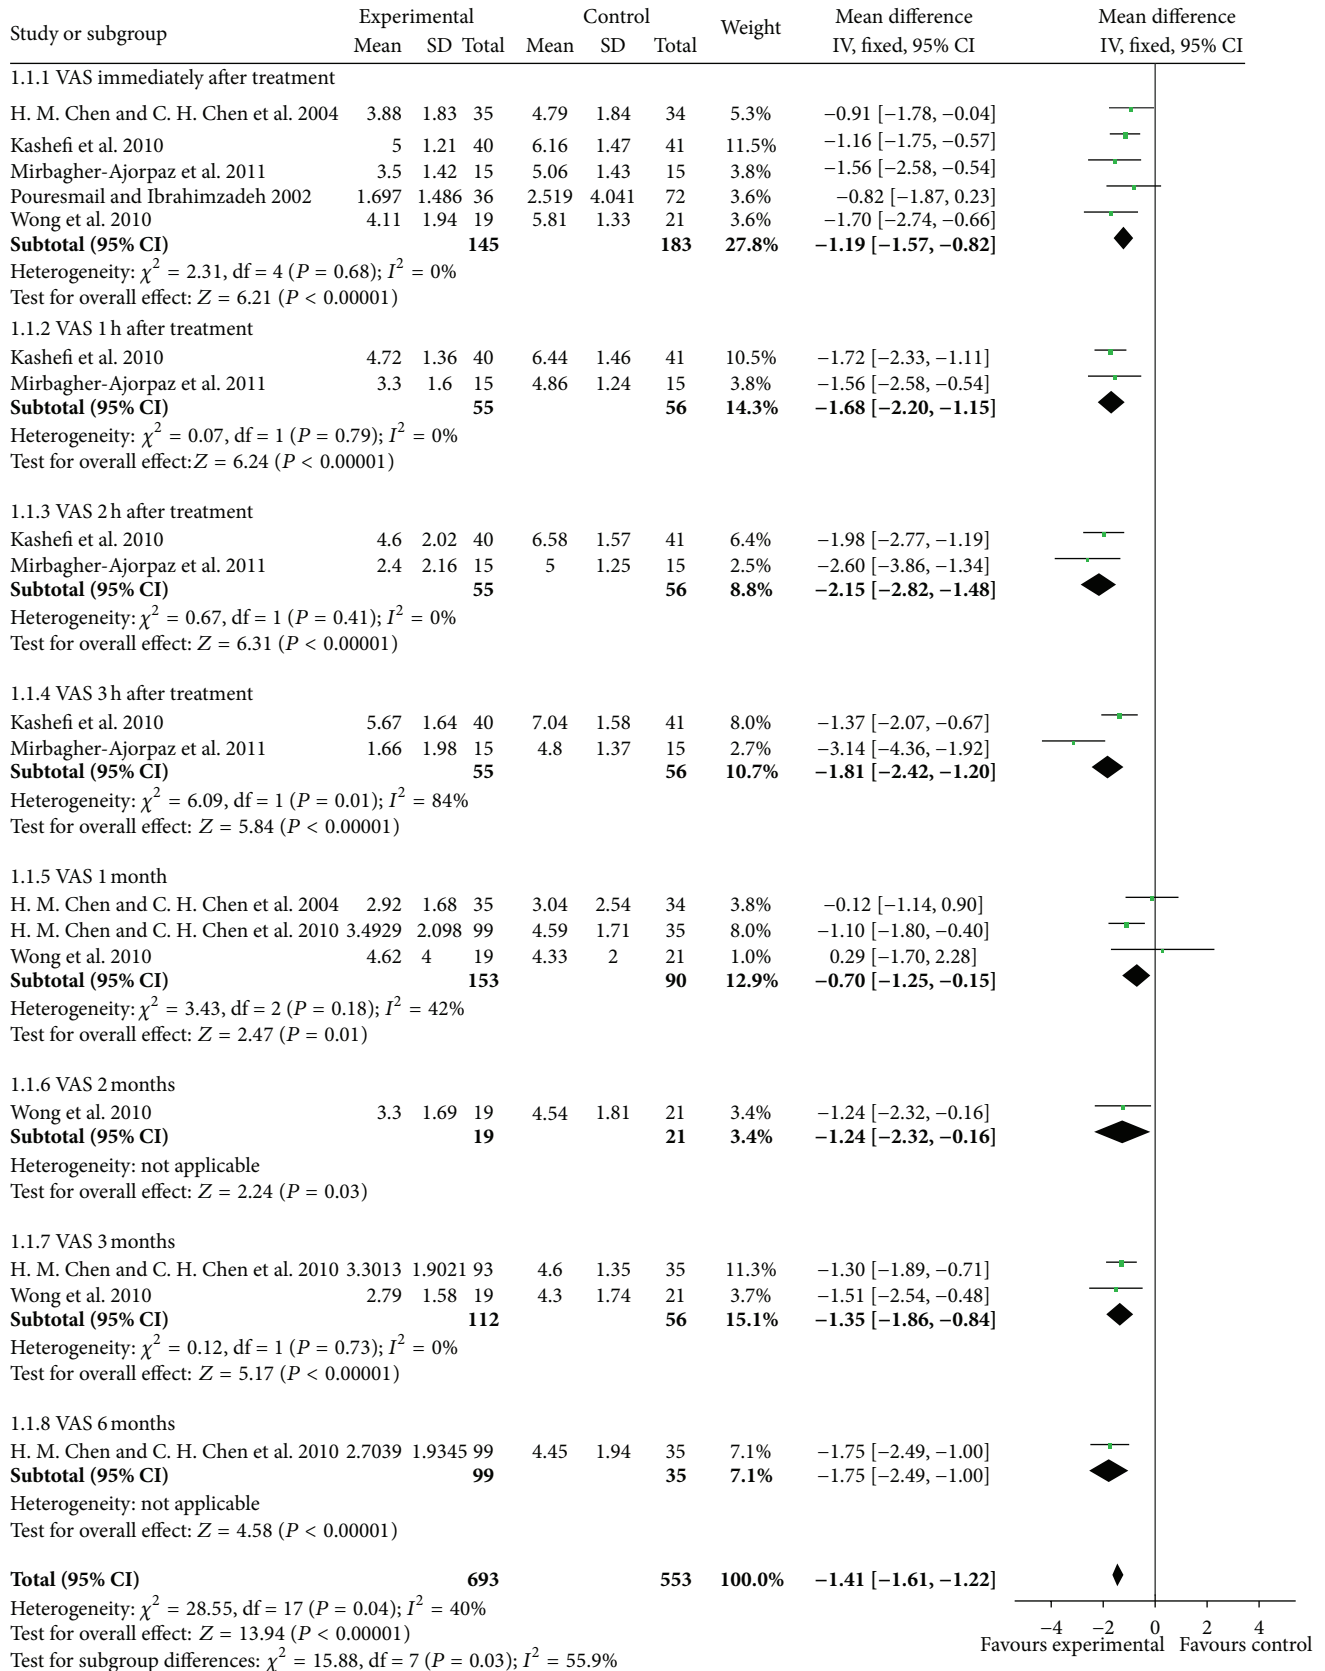 Study or subgroup Experimental Control Weight Mean difference Mean difference
Mean SD Total Mean SD Total IV, fixed, 95% CI IV, fixed, 95% CI
1.1.1 VAS immediately after treatment
H. M. Chen and C. H. Chen et al. 2004 3.88 1.83 35 4.79 1.84 34 5.3% −0.91 [−1.78, −0.04]
Kashefi et al. 2010 5 1.21 40 6.16 1.47 41 11.5% −1.16 [−1.75, −0.57]
Mirbagher-Ajorpaz et al. 2011 3.5 1.42 15 5.06 1.43 15 3.8% −1.56 [−2.58, −0.54]
Pouresmail and Ibrahimzadeh 2002 1.697 1.486 36 2.519 4.041 72 3.6% −0.82 [−1.87, 0.23]
Wong et al. 2010 4.11 1.94 19 5.81 1.33 21 3.6% −1.70 [−2.74, −0.66]
Subtotal (95% CI) 145 183 27.8% −1.19 [−1.57, −0.82]
Heterogeneity: χ² = 2.31, df = 4 (P = 0.68); I² = 0%
Test for overall effect: Z = 6.21 (P < 0.00001)
1.1.2 VAS 1 h after treatment
Kashefi et al. 2010 4.72 1.36 40 6.44 1.46 41 10.5% −1.72 [−2.33, −1.11]
Mirbagher-Ajorpaz et al. 2011 3.3 1.6 15 4.86 1.24 15 3.8% −1.56 [−2.58, −0.54]
Subtotal (95% CI) 55 56 14.3% −1.68 [−2.20, −1.15]
Heterogeneity: χ² = 0.07, df = 1 (P = 0.79); I² = 0%
Test for overall effect:Z = 6.24 (P < 0.00001)
1.1.3 VAS 2 h after treatment
Kashefi et al. 2010 4.6 2.02 40 6.58 1.57 41 6.4% −1.98 [−2.77, −1.19]
Mirbagher-Ajorpaz et al. 2011 2.4 2.16 15 5 1.25 15 2.5% −2.60 [−3.86, −1.34]
Subtotal (95% CI) 55 56 8.8% −2.15 [−2.82, −1.48]
Heterogeneity: χ² = 0.67, df = 1 (P = 0.41); I² = 0%
Test for overall effect: Z = 6.31 (P < 0.00001)
1.1.4 VAS 3 h after treatment
Kashefi et al. 2010 5.67 1.64 40 7.04 1.58 41 8.0% −1.37 [−2.07, −0.67]
Mirbagher-Ajorpaz et al. 2011 1.66 1.98 15 4.8 1.37 15 2.7% −3.14 [−4.36, −1.92]
Subtotal (95% CI) 55 56 10.7% −1.81 [−2.42, −1.20]
Heterogeneity: χ² = 6.09, df = 1 (P = 0.01); I² = 84%
Test for overall effect: Z = 5.84 (P < 0.00001)
1.1.5 VAS 1 month
H. M. Chen and C. H. Chen et al. 2004 2.92 1.68 35 3.04 2.54 34 3.8% −0.12 [−1.14, 0.90]
H. M. Chen and C. H. Chen et al. 2010 3.4929 2.098 99 4.59 1.71 35 8.0% −1.10 [−1.80, −0.40]
Wong et al. 2010 4.62 4 19 4.33 2 21 1.0% 0.29 [−1.70, 2.28]
Subtotal (95% CI) 153 90 12.9% −0.70 [−1.25, −0.15]
Heterogeneity: χ² = 3.43, df = 2 (P = 0.18); I² = 42%
Test for overall effect: Z = 2.47 (P = 0.01)
1.1.6 VAS 2 months
Wong et al. 2010 3.3 1.69 19 4.54 1.81 21 3.4% −1.24 [−2.32, −0.16]
Subtotal (95% CI) 19 21 3.4% −1.24 [−2.32, −0.16]
Heterogeneity: not applicable
Test for overall effect: Z = 2.24 (P = 0.03)
1.1.7 VAS 3 months
H. M. Chen and C. H. Chen et al. 2010 3.3013 1.9021 93 4.6 1.35 35 11.3% −1.30 [−1.89, −0.71]
Wong et al. 2010 2.79 1.58 19 4.3 1.74 21 3.7% −1.51 [−2.54, −0.48]
Subtotal (95% CI) 112 56 15.1% −1.35 [−1.86, −0.84]
Heterogeneity: χ² = 0.12, df = 1 (P = 0.73); I² = 0%
Test for overall effect: Z = 5.17 (P < 0.00001)
1.1.8 VAS 6 months
H. M. Chen and C. H. Chen et al. 2010 2.7039 1.9345 99 4.45 1.94 35 7.1% −1.75 [−2.49, −1.00]
Subtotal (95% CI) 99 35 7.1% −1.75 [−2.49, −1.00]
Heterogeneity: not applicable
Test for overall effect: Z = 4.58 (P < 0.00001)
Total (95% CI) 693 553 100.0% −1.41 [−1.61, −1.22]
Heterogeneity: χ² = 28.55, df = 17 (P = 0.04); I² = 40%
Test for overall effect: Z = 13.94 (P < 0.00001)
Test for subgroup differences: χ² = 15.88, df = 7 (P = 0.03); I² = 55.9%
−4 −2 0 2 4
Favours experimental Favours control